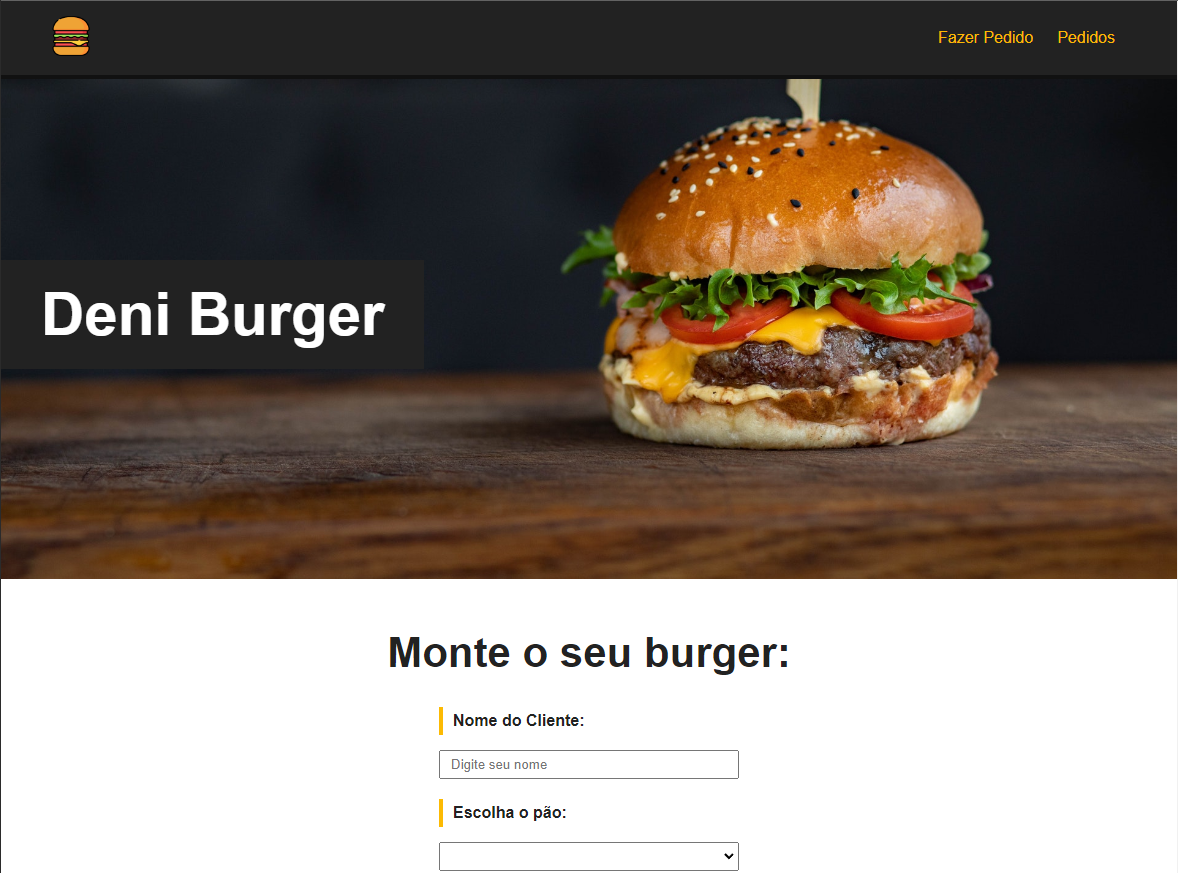 Fazer Pedido Pedidos
Deni Burger
Monte o seu burger:
Nome do Cliente:
Digite seu nome
Escolha o pão: